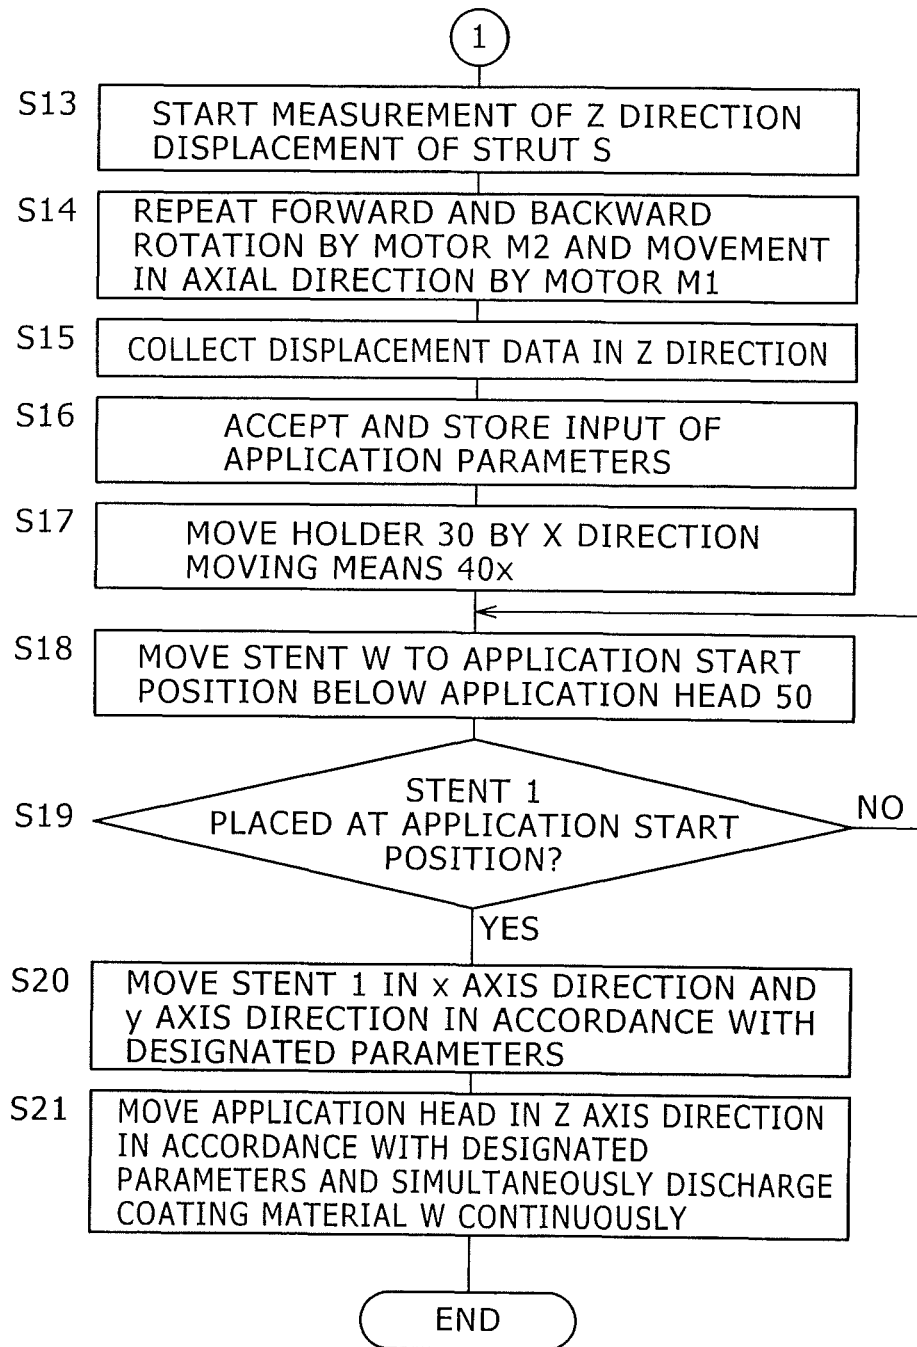 1
S13
START MEASUREMENT OF Z DIRECTION
DISPLACEMENT OF STRUT S
S14
REPEAT FORWARD AND BACKWARD
ROTATION BY MOTOR M2 AND MOVEMENT
IN AXIAL DIRECTION BY MOTOR M1
S15
COLLECT DISPLACEMENT DATA IN Z DIRECTION
S16
ACCEPT AND STORE INPUT OF
APPLICATION PARAMETERS
S17
MOVE HOLDER 30 BY X DIRECTION
MOVING MEANS 40x
S18
MOVE STENT W TO APPLICATION START
POSITION BELOW APPLICATION HEAD 50
S19
STENT 1
PLACED AT APPLICATION START
POSITION?
NO
YES
S20
MOVE STENT 1 IN x AXIS DIRECTION AND
y AXIS DIRECTION IN ACCORDANCE WITH
DESIGNATED PARAMETERS
S21
MOVE APPLICATION HEAD IN Z AXIS DIRECTION
IN ACCORDANCE WITH DESIGNATED
PARAMETERS AND SIMULTANEOUSLY DISCHARGE
COATING MATERIAL W CONTINUOUSLY
END